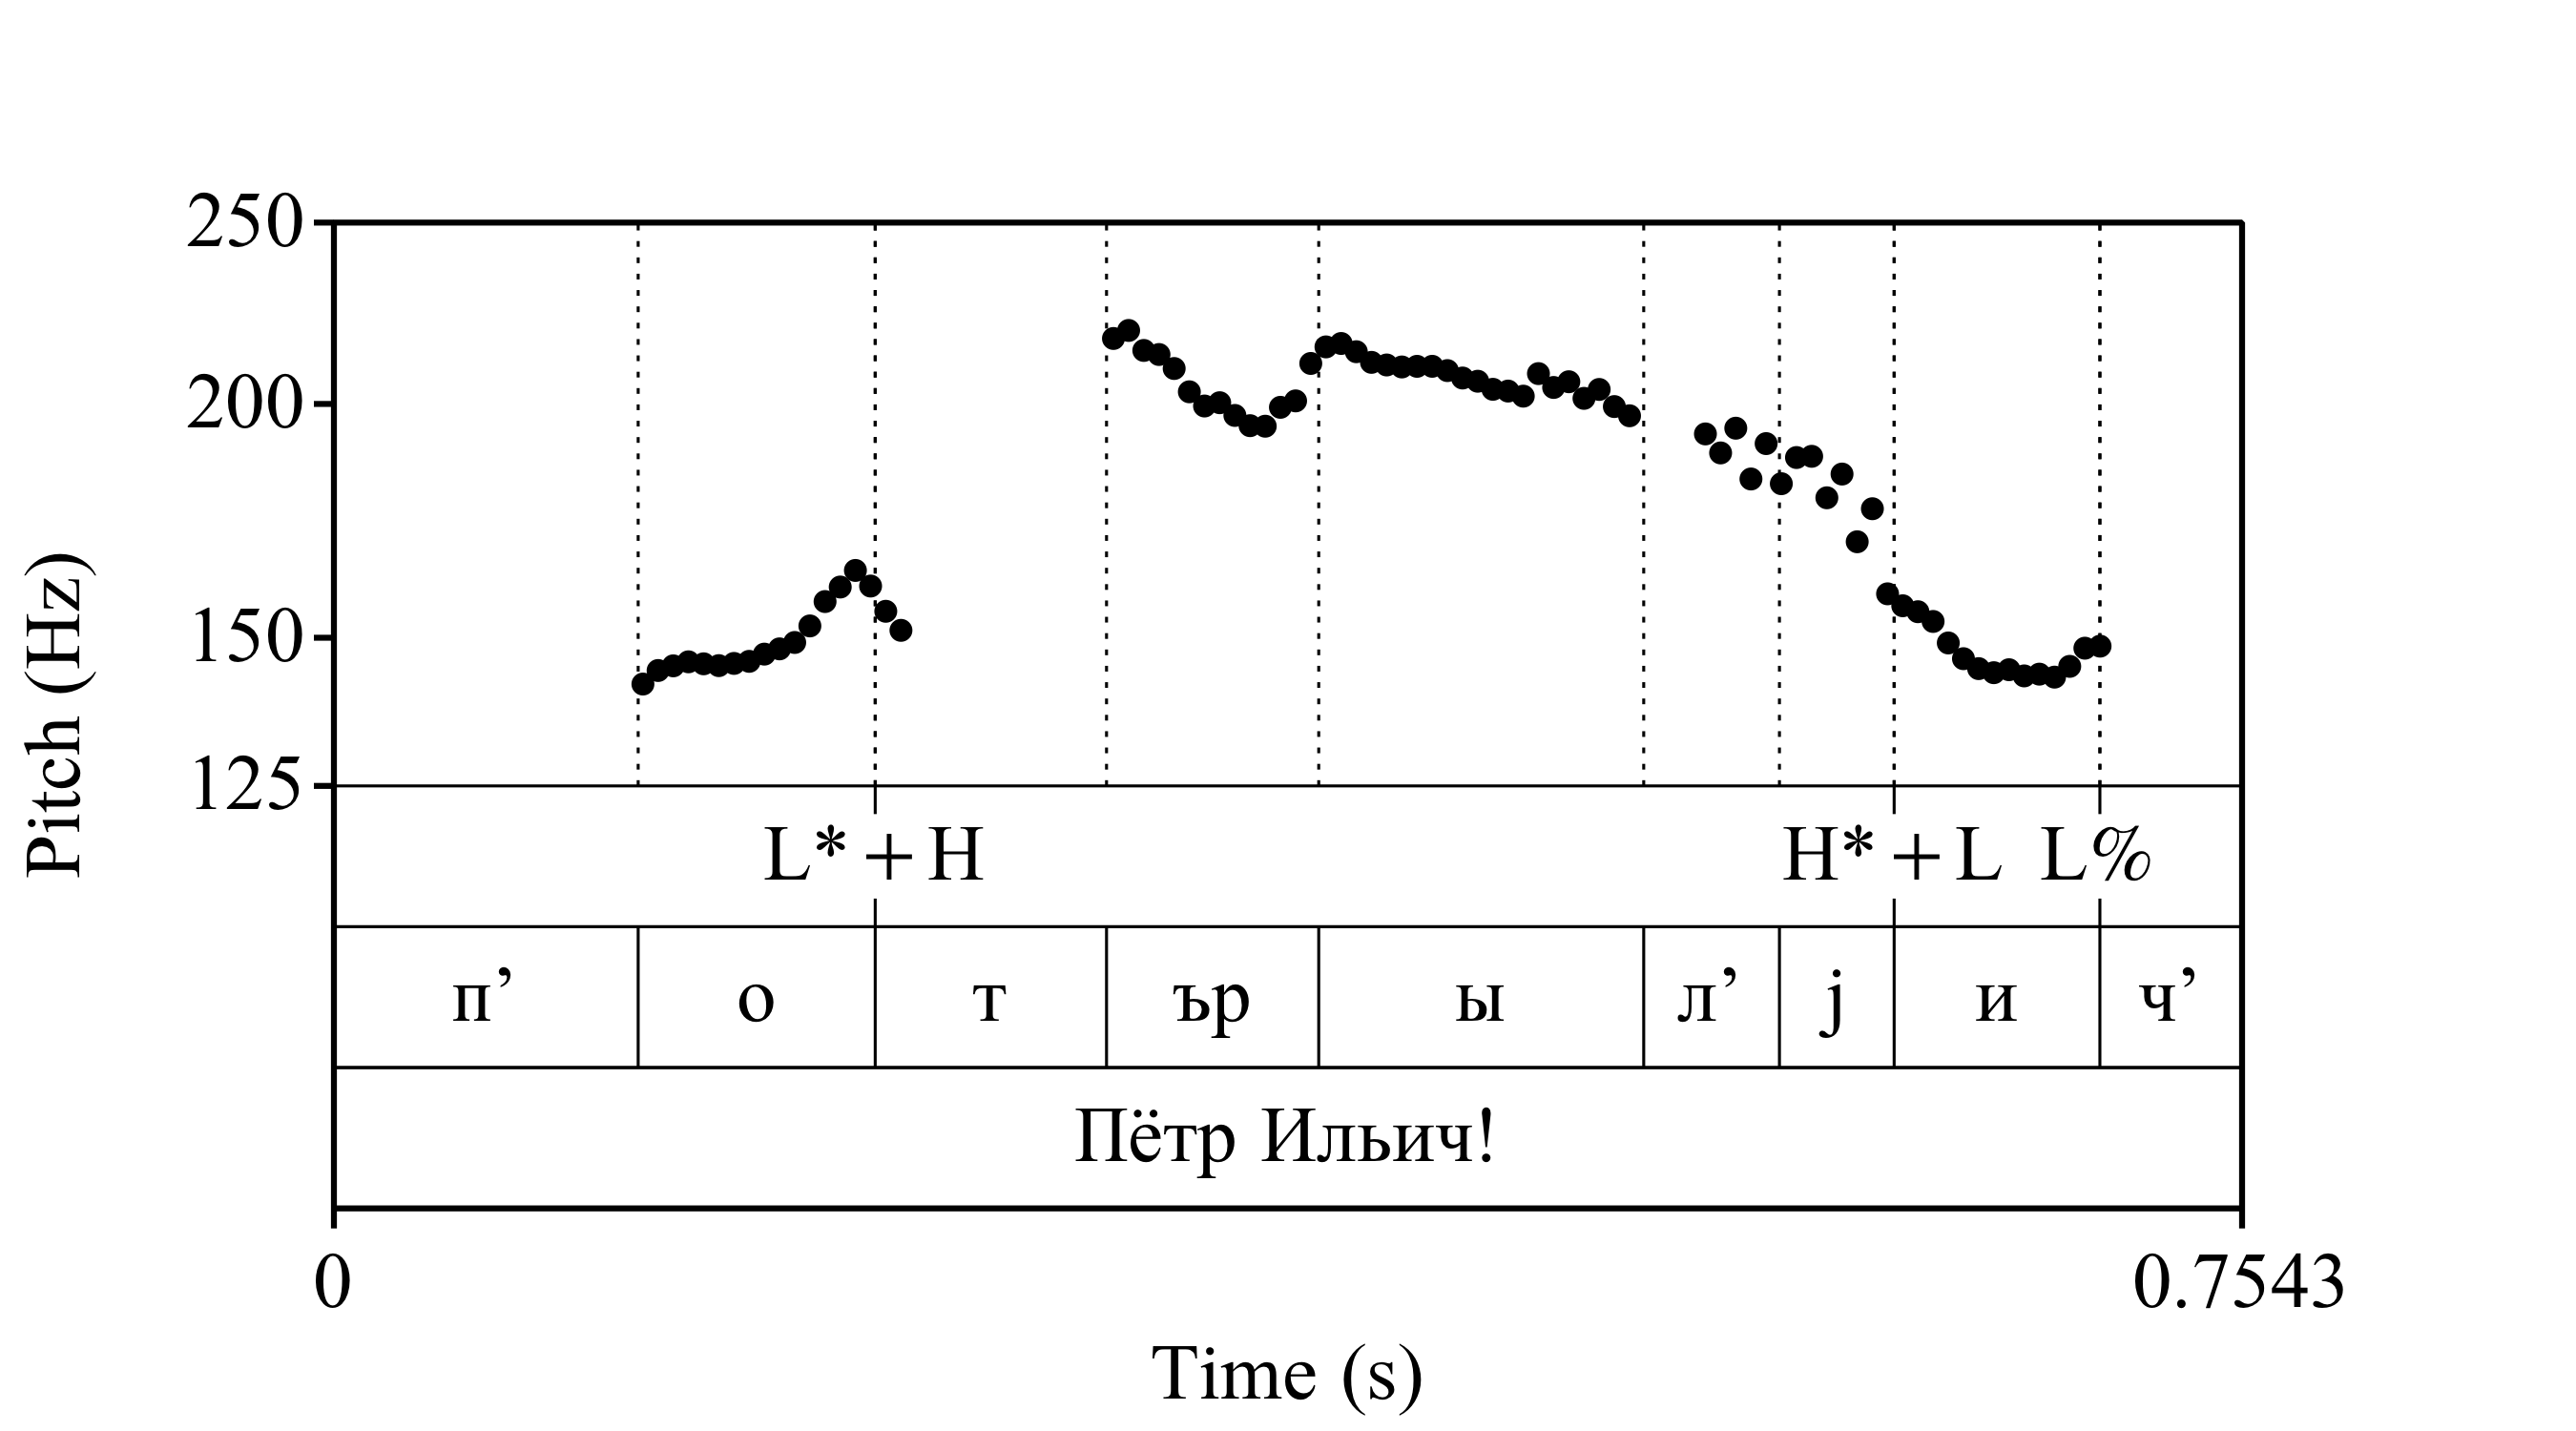 250
200
150
125
Pitch (Hz)
L*+H H*+L L%
п’ о т ър ы л’ j и ч’
Пётр Ильич!
0 0.7543
Time (s)